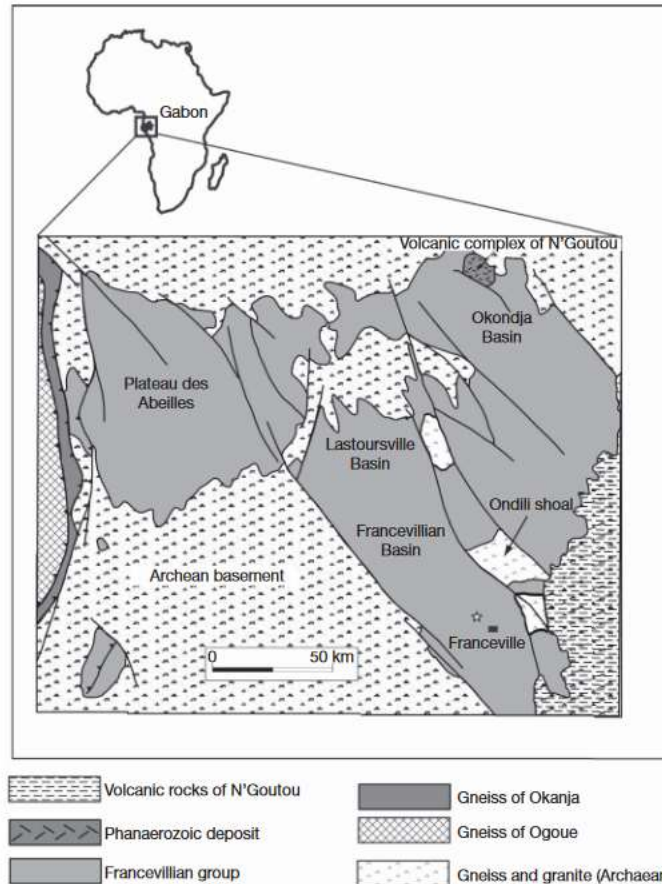 Gabon
Volcanic complex of N'Goutou
Okondja
Basin
Plateau des
Abeilles
Lastoursville
Basin
Ondili shoal
Francevillian
Basin
Archean basement
Franceville
0 50 km
Volcanic rocks of N'Goutou
Phanaerozoic deposit
Francevillian group
Gneiss of Okanja
Gneiss of Ogoue
Gneiss and granite (Archaean